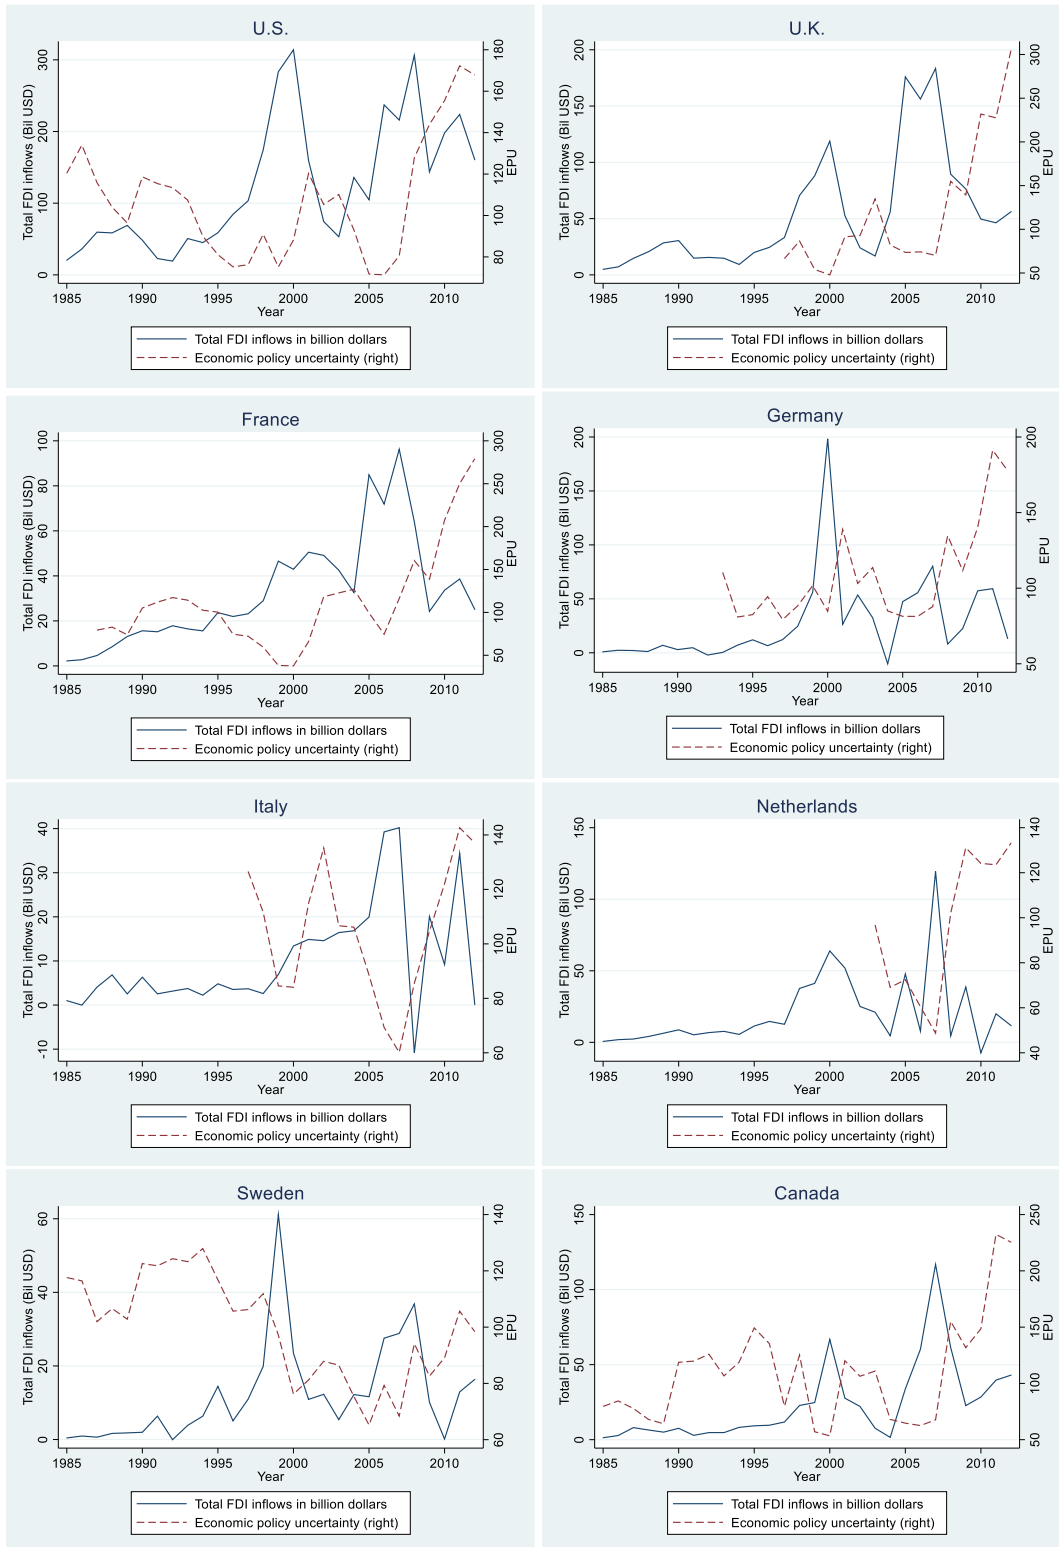 U.S.
Total FDI inflows (Bil USD)
0 100 200 300
80 100 120 140 160 180
EPU
1985 1990 1995 2000 2005 2010
Year
Total FDI inflows in billion dollars
Economic policy uncertainty (right)
U.K.
Total FDI inflows (Bil USD)
0 50 100 150 200
50 100 150 200 250 300
EPU
1985 1990 1995 2000 2005 2010
Year
Total FDI inflows in billion dollars
Economic policy uncertainty (right)
France
Total FDI inflows (Bil USD)
0 20 40 60 80 100
50 100 150 200 250 300
EPU
1985 1990 1995 2000 2005 2010
Year
Total FDI inflows in billion dollars
Economic policy uncertainty (right)
Germany
Total FDI inflows (Bil USD)
0 50 100 150 200
50 100 150 200
EPU
1985 1990 1995 2000 2005 2010
Year
Total FDI inflows in billion dollars
Economic policy uncertainty (right)
Italy
Total FDI inflows (Bil USD)
-10 0 10 20 30 40
60 80 100 120 140
EPU
1985 1990 1995 2000 2005 2010
Year
Total FDI inflows in billion dollars
Economic policy uncertainty (right)
Netherlands
Total FDI inflows (Bil USD)
0 50 100 150
40 60 80 100 120 140
EPU
1985 1990 1995 2000 2005 2010
Year
Total FDI inflows in billion dollars
Economic policy uncertainty (right)
Sweden
Total FDI inflows (Bil USD)
0 20 40 60
60 80 100 120 140
EPU
1985 1990 1995 2000 2005 2010
Year
Total FDI inflows in billion dollars
Economic policy uncertainty (right)
Canada
Total FDI inflows (Bil USD)
0 50 100 150
50 100 150 200 250
EPU
1985 1990 1995 2000 2005 2010
Year
Total FDI inflows in billion dollars
Economic policy uncertainty (right)